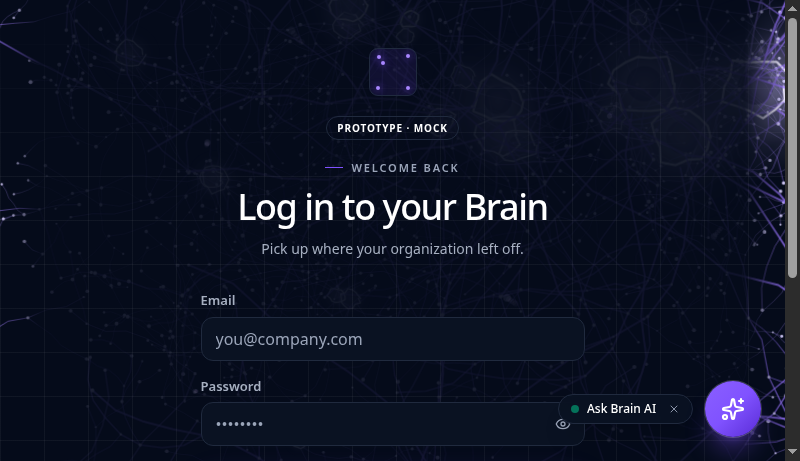 PROTOTYPE · MOCK
WELCOME BACK
Log in to your Brain
Pick up where your organization left off.
Email
you@company.com
Password
••••••••
Ask Brain AI